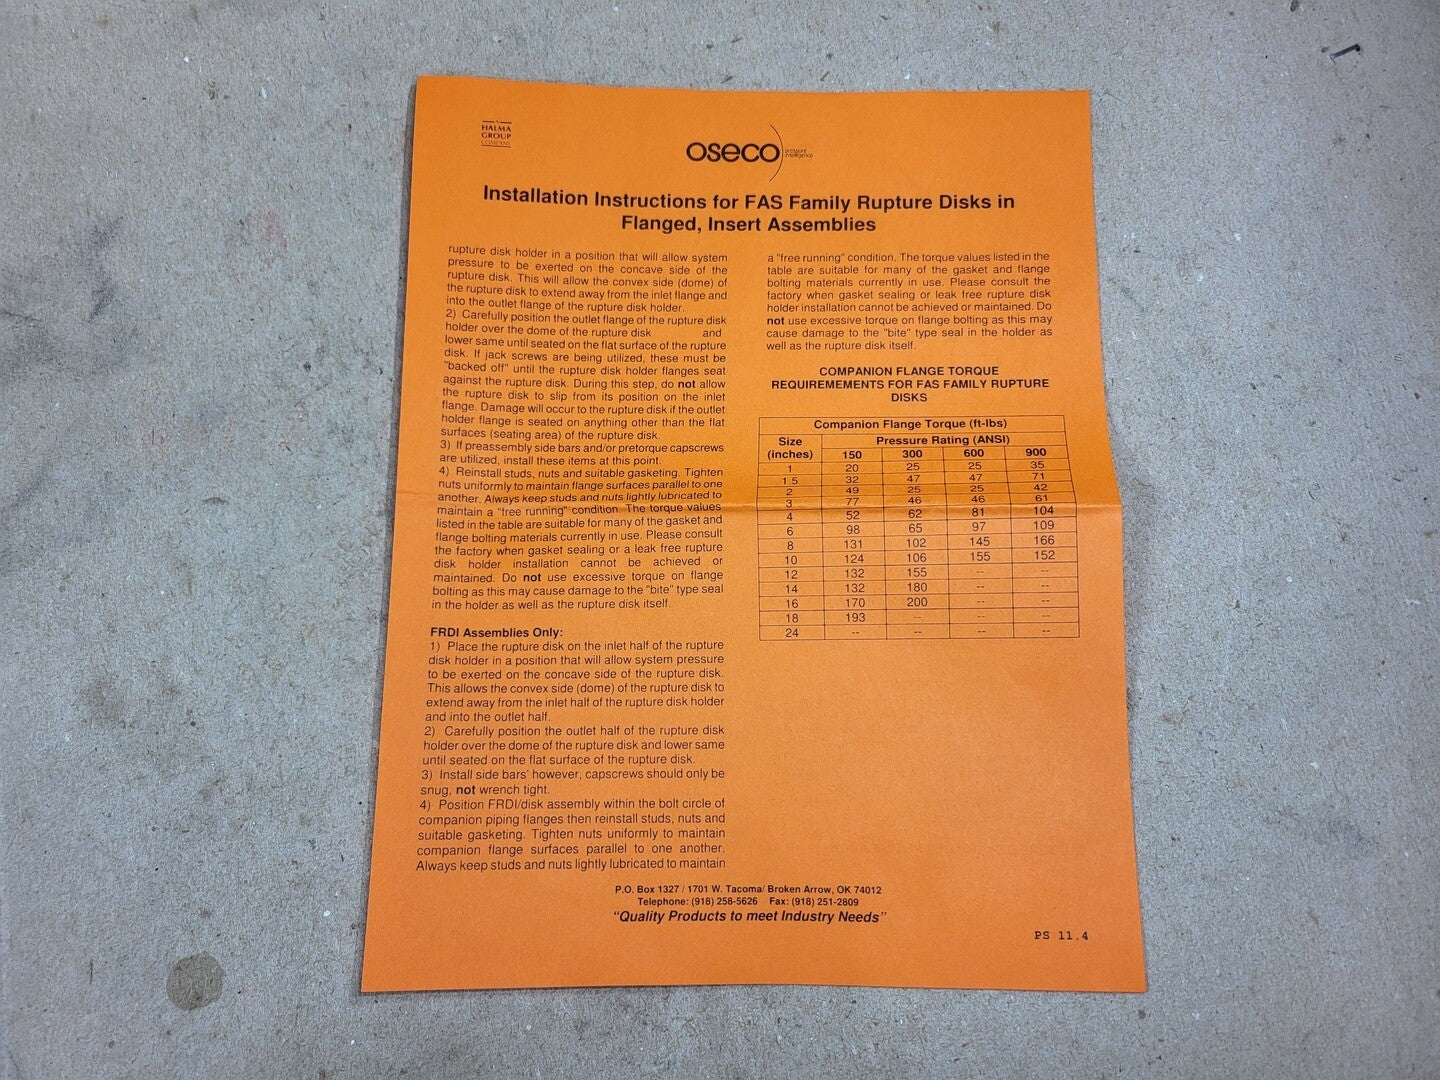 HALMA
GROUP
COMPANY
oseco
pressure
intelligence
Installation Instructions for FAS Family Rupture Disks in
Flanged, Insert Assemblies
rupture disk holder in a position that will allow system
pressure to be exerted on the concave side of the
rupture disk. This will allow the convex side (dome) of
the rupture disk to extend away from the inlet flange and
into the outlet flange of the rupture disk holder.
2) Carefully position the outlet flange of the rupture disk
holder over the dome of the rupture disk and
lower same until seated on the flat surface of the rupture
disk. If jack screws are being utilized, these must be
"backed off" until the rupture disk holder flanges seat
against the rupture disk. During this step, do not allow
the rupture disk to slip from its position on the inlet
flange. Damage will occur to the rupture disk if the outlet
holder flange is seated on anything other than the flat
surfaces (seating area) of the rupture disk.
3) If preassembly side bars and/or pretorque capscrews
are utilized, install these items at this point.
4) Reinstall studs, nuts and suitable gasketing. Tighten
nuts uniformly to maintain flange surfaces parallel to one
another. Always keep studs and nuts lightly lubricated to
maintain a "free running" condition. The torque values
listed in the table are suitable for many of the gasket and
flange bolting materials currently in use. Please consult
the factory when gasket sealing or a leak free rupture
disk holder installation cannot be achieved or
maintained. Do not use excessive torque on flange
bolting as this may cause damage to the "bite" type seal
in the holder as well as the rupture disk itself.
FRDI Assemblies Only:
1) Place the rupture disk on the inlet half of the rupture
disk holder in a position that will allow system pressure
to be exerted on the concave side of the rupture disk.
This allows the convex side (dome) of the rupture disk to
extend away from the inlet half of the rupture disk holder
and into the outlet half.
2) Carefully position the outlet half of the rupture disk
holder over the dome of the rupture disk and lower same
until seated on the flat surface of the rupture disk.
3) Install side bars' however, capscrews should only be
snug, not wrench tight.
4) Position FRDI/disk assembly within the bolt circle of
companion piping flanges then reinstall studs, nuts and
suitable gasketing. Tighten nuts uniformly to maintain
companion flange surfaces parallel to one another.
Always keep studs and nuts lightly lubricated to maintain
a "free running" condition. The torque values listed in the
table are suitable for many of the gasket and flange
bolting materials currently in use. Please consult the
factory when gasket sealing or leak free rupture disk
holder installation cannot be achieved or maintained. Do
not use excessive torque on flange bolting as this may
cause damage to the "bite" type seal in the holder as
well as the rupture disk itself.
COMPANION FLANGE TORQUE
REQUIREMEMENTS FOR FAS FAMILY RUPTURE
DISKS
Companion Flange Torque (ft-lbs)
Size Pressure Rating (ANSI)
(inches) 150 300 600 900
1 20 25 25 35
1.5 32 47 47 71
2 49 25 25 42
3 77 46 46 61
4 52 62 81 104
6 98 65 97 109
8 131 102 145 166
10 124 106 155 152
12 132 155 -- --
14 132 180 -- --
16 170 200 -- --
18 193 -- -- --
24 -- -- -- --
P.O. Box 1327 / 1701 W. Tacoma/ Broken Arrow, OK 74012
Telephone: (918) 258-5626 Fax: (918) 251-2809
"Quality Products to meet Industry Needs"
PS 11.4